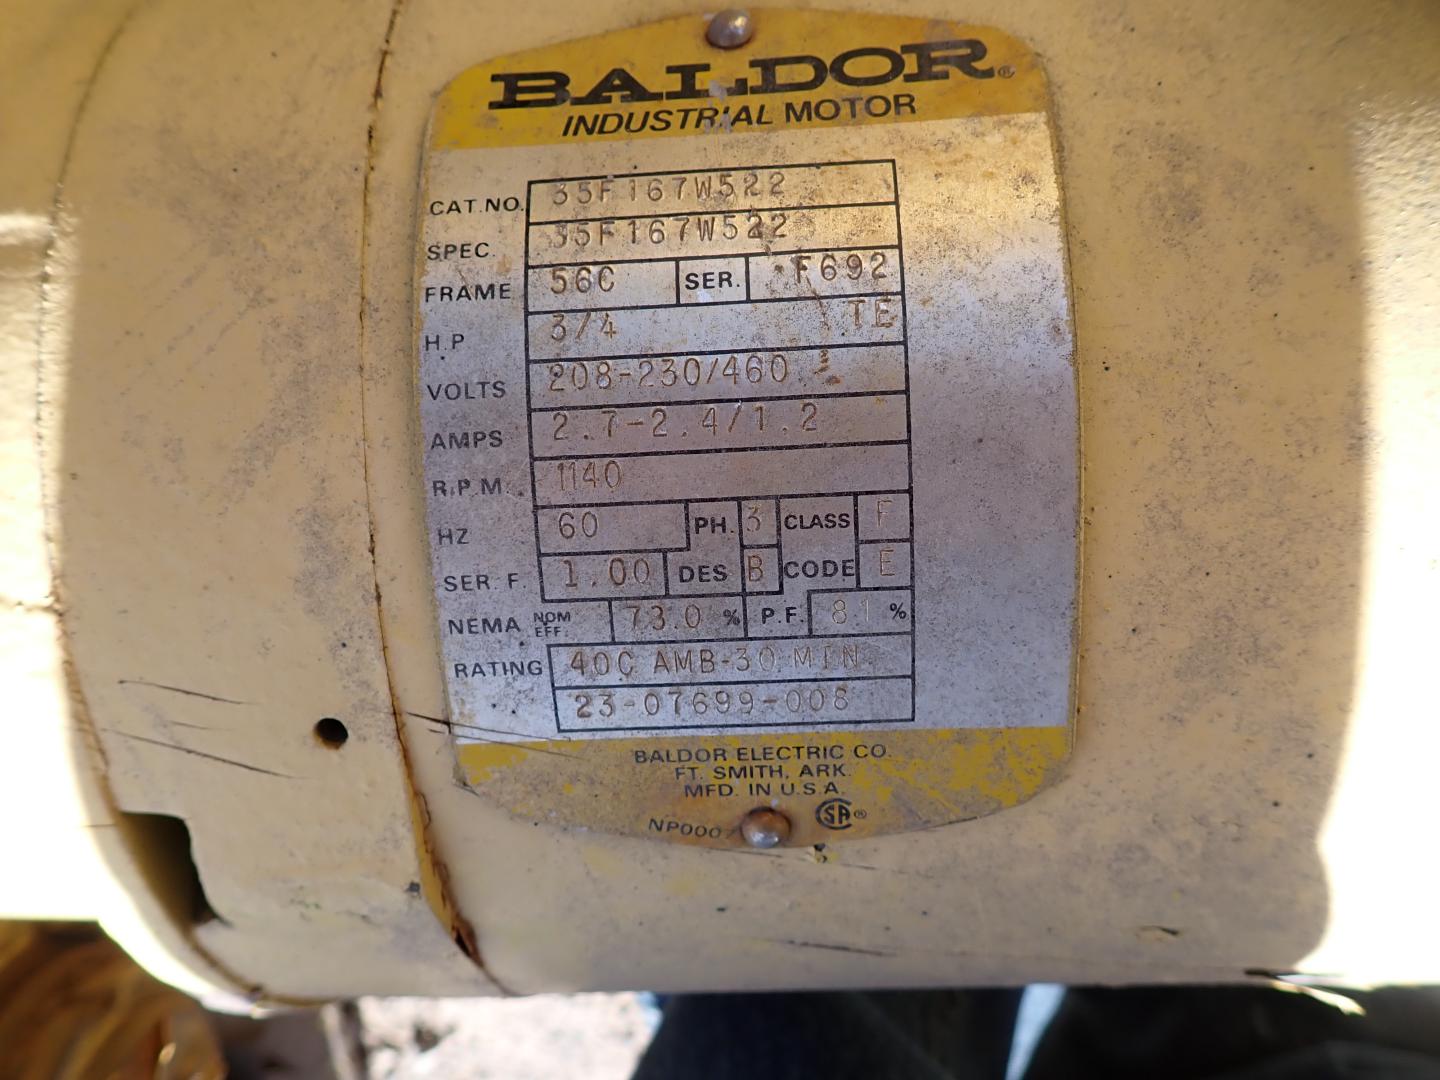 BALDOR®
INDUSTRIAL MOTOR
CAT.NO. 35F167W522
SPEC. 35F167W522
FRAME 56C SER. F692
H.P 3/4 TE
VOLTS 208-230/460
AMPS 2.7-2.4/1.2
R.P.M. 1140
HZ 60 PH. 3 CLASS F
SER. F. 1.00 DES B CODE E
NEMA NOM EFF. 73.0 % P.F. 81 %
RATING 40C AMB-30 MIN
23-07699-008
BALDOR ELECTRIC CO.
FT. SMITH, ARK.
MFD. IN U.S.A.
NP0007 SA®